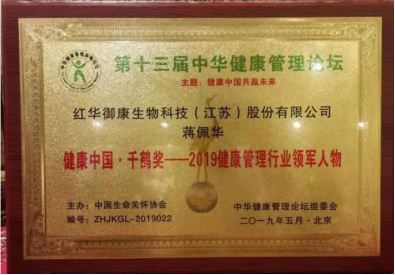 第十三届中华健康管理论坛
主题：健康中国共赢未来
红华御康生物科技（江苏）股份有限公司
蒋佩华
健康中国·千鹤奖——2019健康管理行业领军人物
主办：中国生命关怀协会
编号：ZHJKGL-2019022
中华健康管理论坛组委会
二〇一九年五月·北京